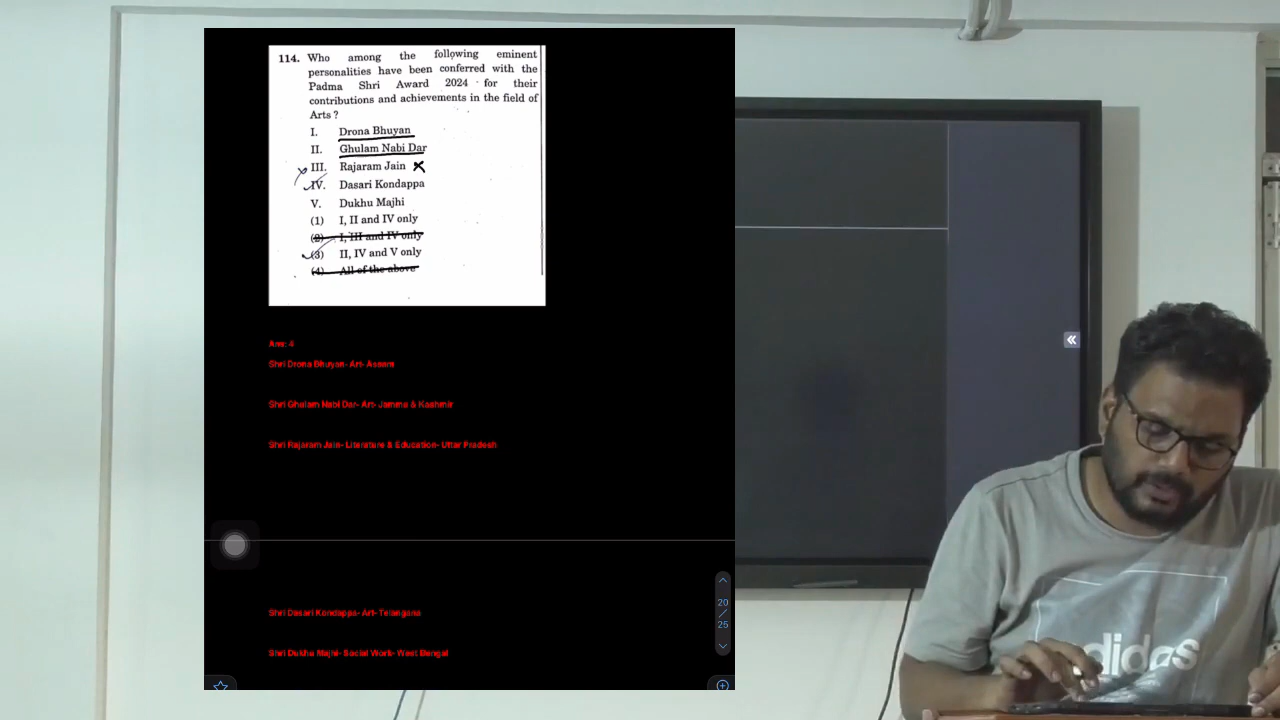 114. Who among the following eminent
personalities have been conferred with the
Padma Shri Award 2024 for their
contributions and achievements in the field of
Arts ?
I. Drona Bhuyan
II. Ghulam Nabi Dar
III. Rajaram Jain
IV. Dasari Kondappa
V. Dukhu Majhi
(1) I, II and IV only
(2) I, III and IV only
(3) II, IV and V only
(4) All of the above
Ans: 4
Shri Drona Bhuyan- Art- Assam
Shri Ghulam Nabi Dar- Art- Jammu & Kashmir
Shri Rajaram Jain- Literature & Education- Uttar Pradesh
Shri Dasari Kondappa- Art- Telangana
Shri Dukhu Majhi- Social Work- West Bengal
20
/
25
adidas